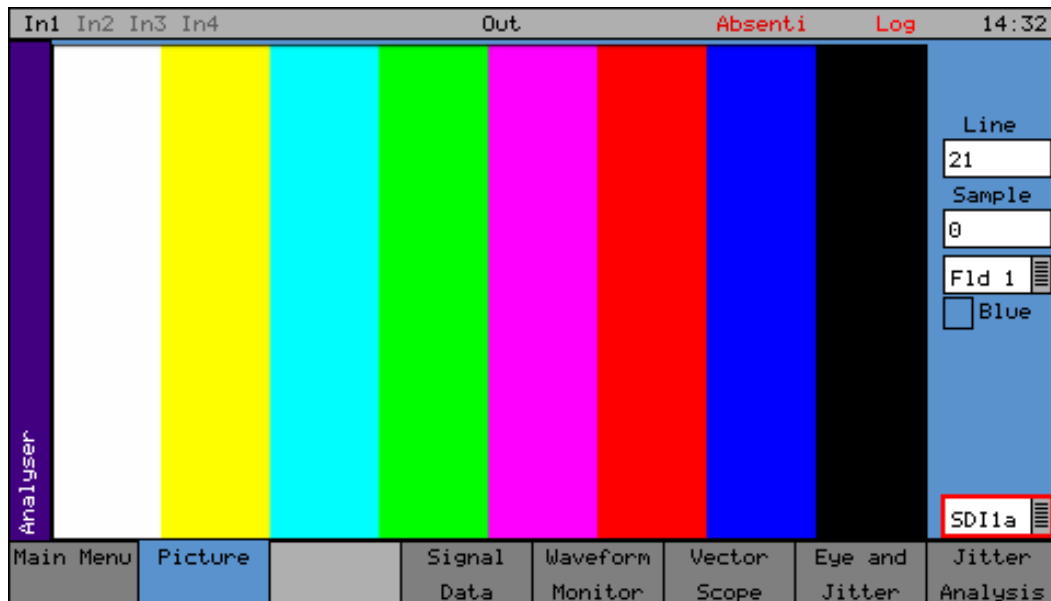 In1 In2 In3 In4 Out Absenti Log 14:32
Line
21
Sample
0
Fld 1
Blue
Analyser
SDI1a
Main Menu Picture Signal Waveform Vector Eye and Jitter
Data Monitor Scope Jitter Analysis